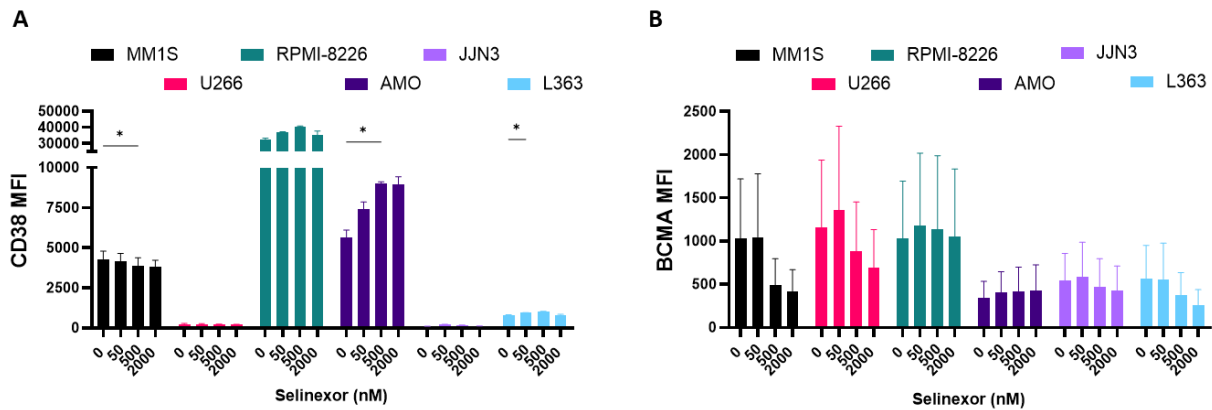 A
MM1S RPMI-8226 JJN3
U266 AMO L363
CD38 MFI
50000
40000
30000
10000
7500
5000
2500
0
* * *
0 50 500 2000 0 50 500 2000 0 50 500 2000 0 50 500 2000 0 50 500 2000 0 50 500 2000
Selinexor (nM)
B
MM1S RPMI-8226 JJN3
U266 AMO L363
BCMA MFI
2500
2000
1500
1000
500
0
0 50 500 2000 0 50 500 2000 0 50 500 2000 0 50 500 2000 0 50 500 2000 0 50 500 2000
Selinexor (nM)